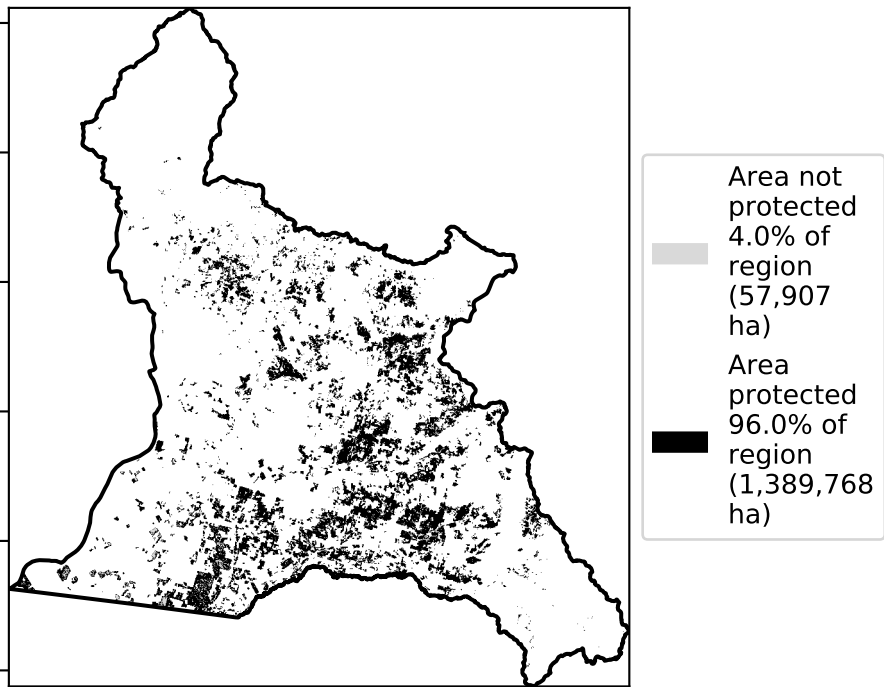 Area not
protected
4.0% of
region
(57,907
ha)
Area
protected
96.0% of
region
(1,389,768
ha)